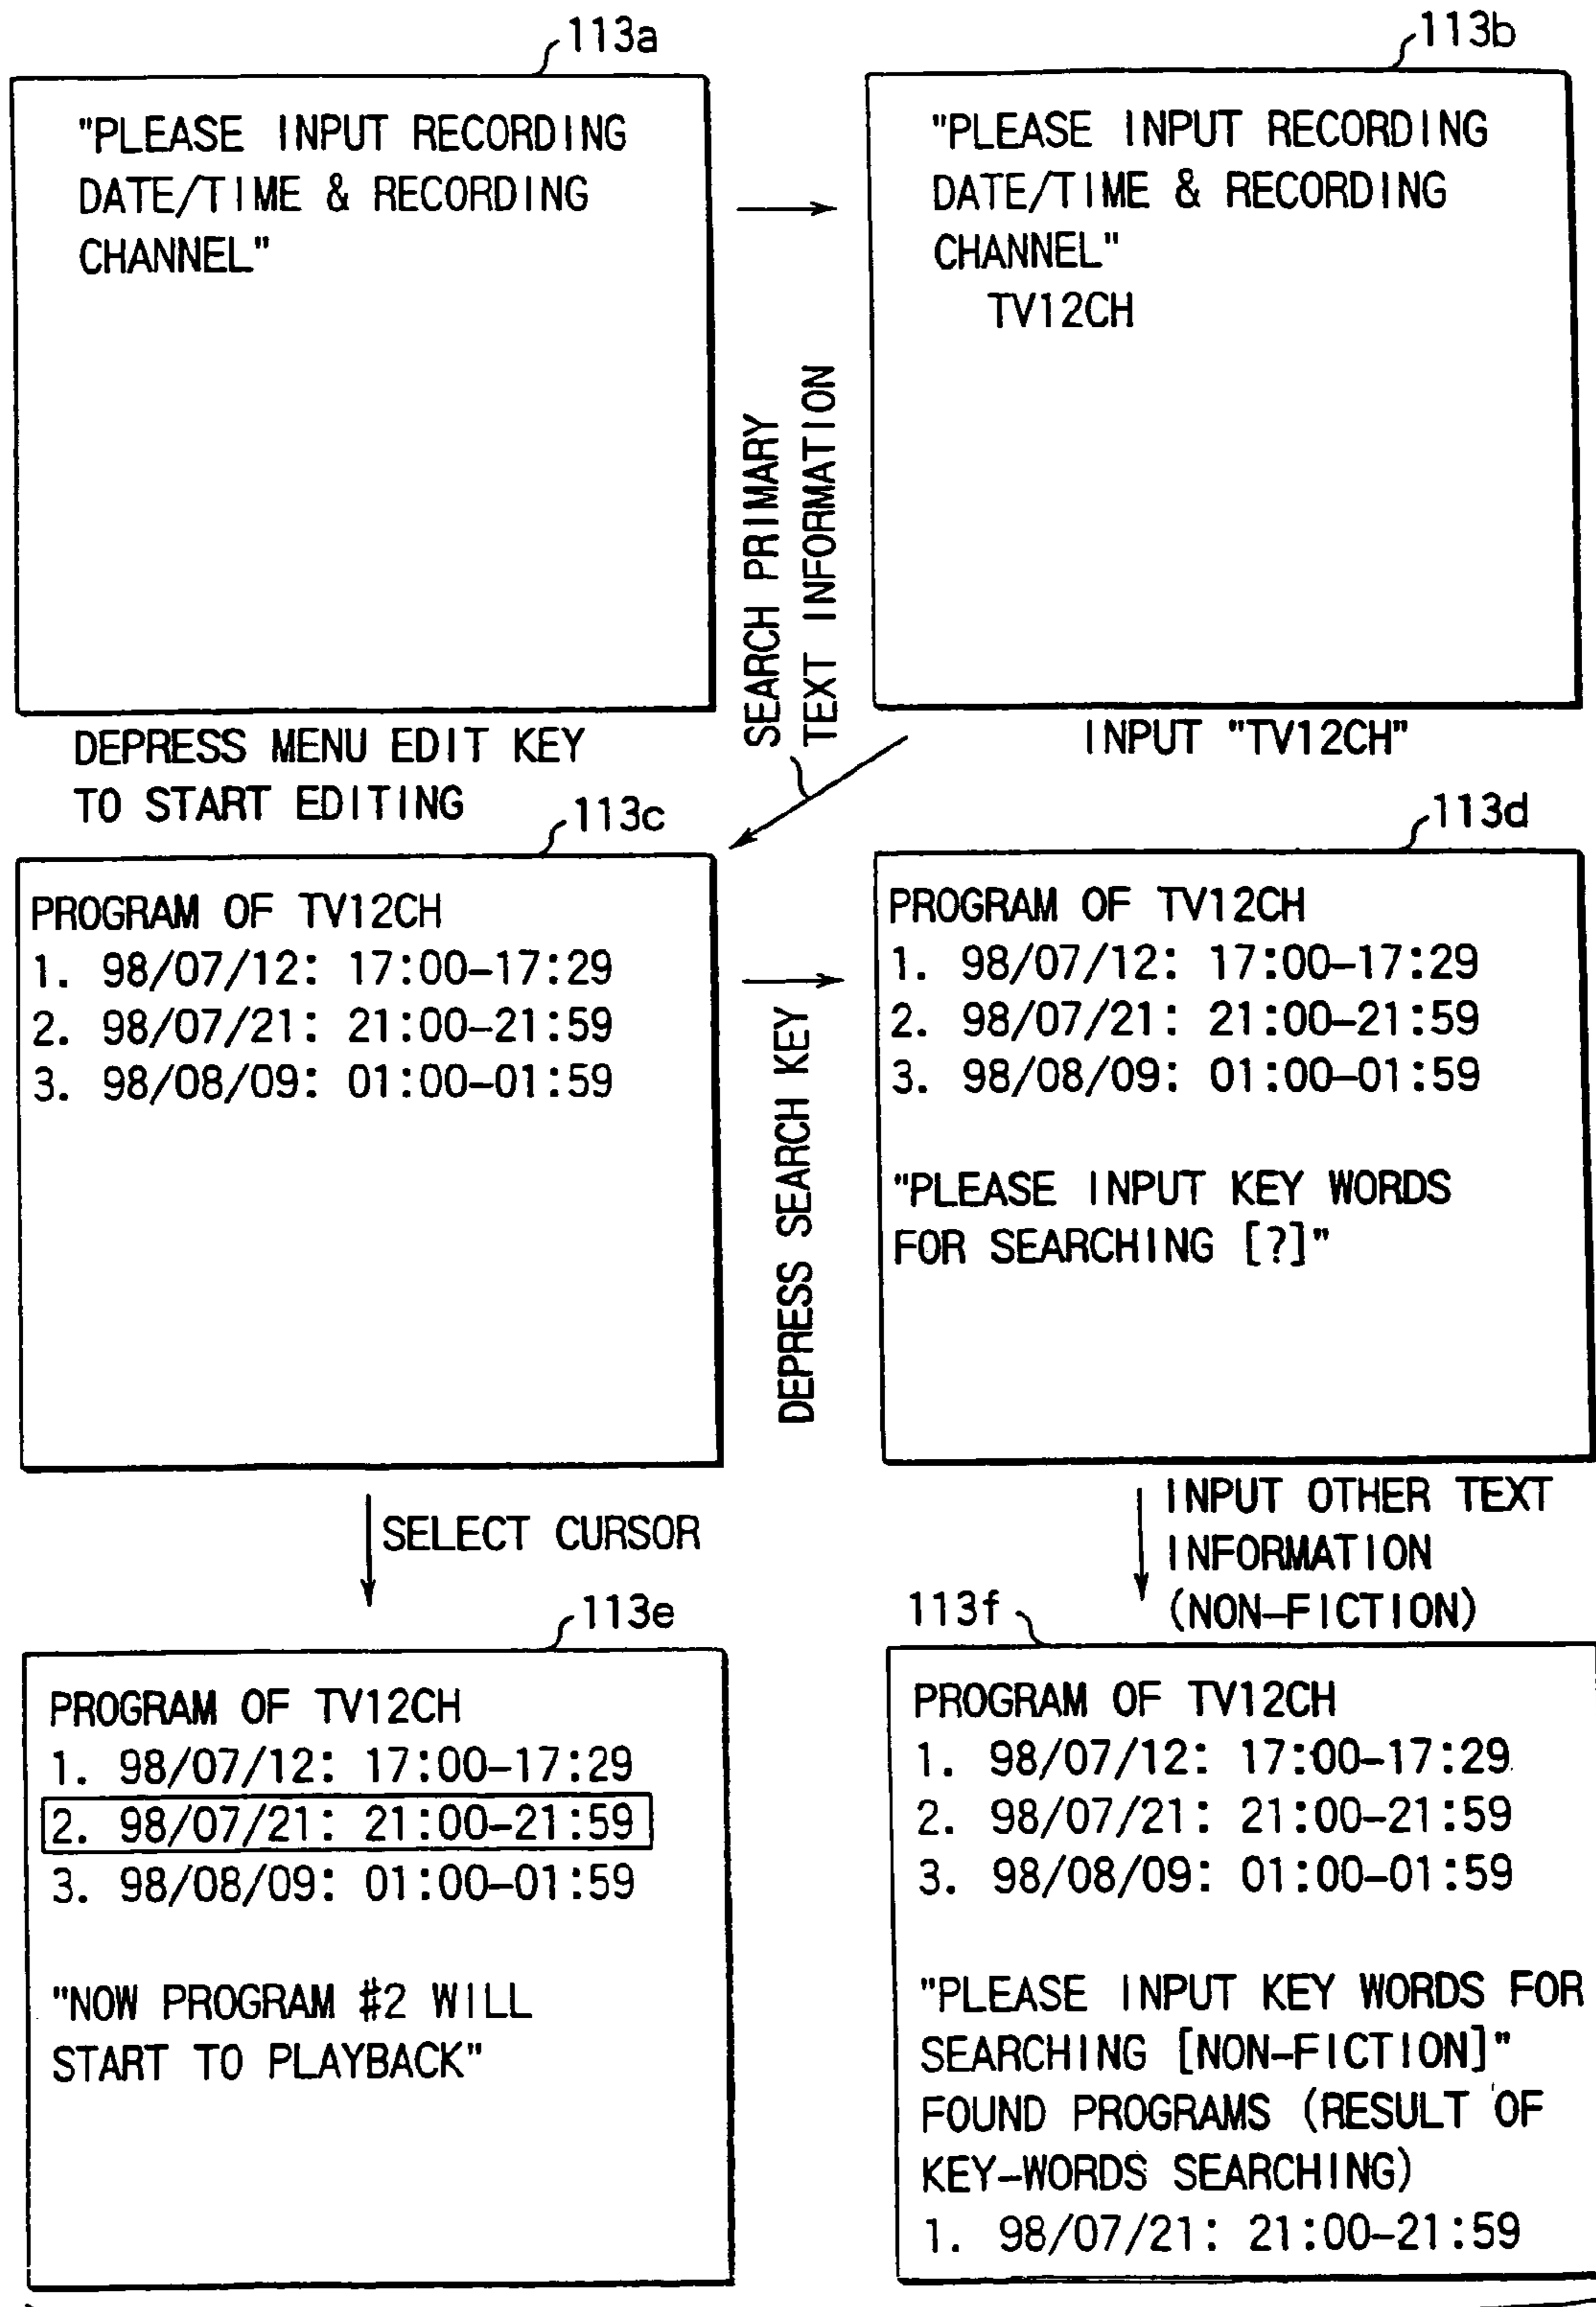 113a
"PLEASE INPUT RECORDING
DATE/TIME & RECORDING
CHANNEL"
DEPRESS MENU EDIT KEY
TO START EDITING
113b
"PLEASE INPUT RECORDING
DATE/TIME & RECORDING
CHANNEL"
TV12CH
INPUT "TV12CH"
SEARCH PRIMARY
TEXT INFORMATION
113c
PROGRAM OF TV12CH
1. 98/07/12: 17:00-17:29
2. 98/07/21: 21:00-21:59
3. 98/08/09: 01:00-01:59
DEPRESS SEARCH KEY
113d
PROGRAM OF TV12CH
1. 98/07/12: 17:00-17:29
2. 98/07/21: 21:00-21:59
3. 98/08/09: 01:00-01:59
"PLEASE INPUT KEY WORDS
FOR SEARCHING [?]"
SELECT CURSOR
INPUT OTHER TEXT
INFORMATION
(NON-FICTION)
113e
PROGRAM OF TV12CH
1. 98/07/12: 17:00-17:29
2. 98/07/21: 21:00-21:59
3. 98/08/09: 01:00-01:59
"NOW PROGRAM #2 WILL
START TO PLAYBACK"
113f
PROGRAM OF TV12CH
1. 98/07/12: 17:00-17:29
2. 98/07/21: 21:00-21:59
3. 98/08/09: 01:00-01:59
"PLEASE INPUT KEY WORDS FOR
SEARCHING [NON-FICTION]"
FOUND PROGRAMS (RESULT OF
KEY-WORDS SEARCHING)
1. 98/07/21: 21:00-21:59